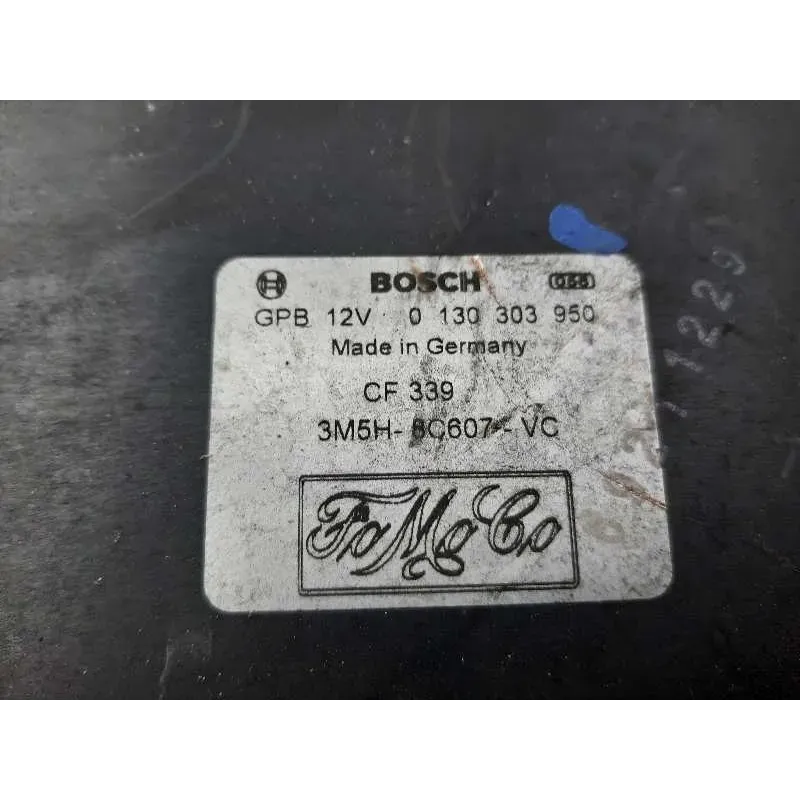 BOSCH
GPB 12V 0 130 303 950
Made in Germany
CF 339
3M5H- 8C607 - VC
FoMoCo